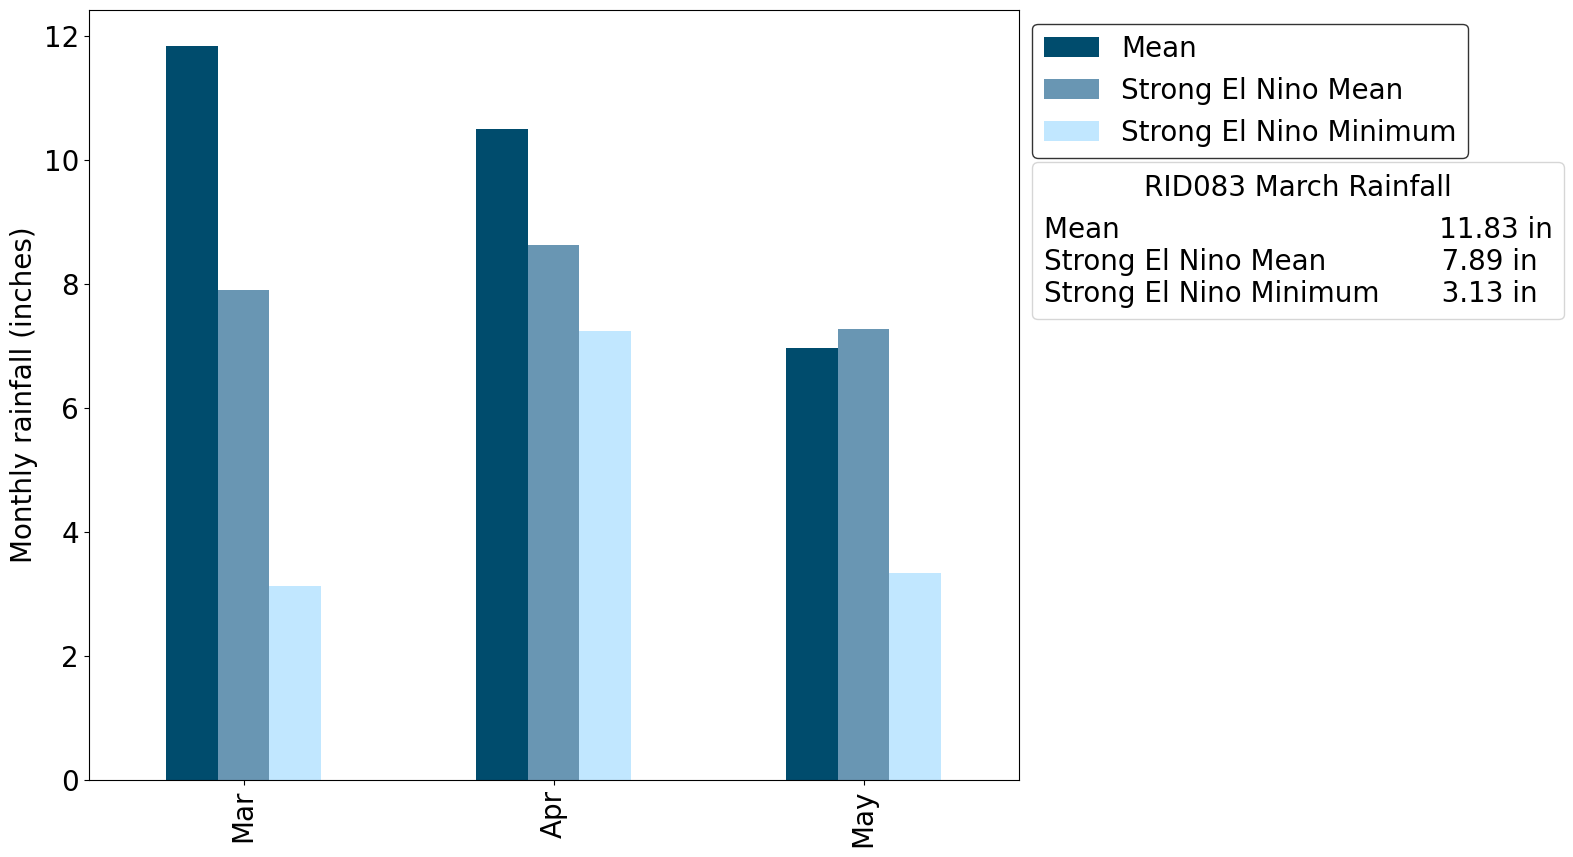 Monthly rainfall (inches)
12
10
8
6
4
2
0
Mar
Apr
May
Mean
Strong El Nino Mean
Strong El Nino Minimum
RID083 March Rainfall
Mean 11.83 in
Strong El Nino Mean 7.89 in
Strong El Nino Minimum 3.13 in